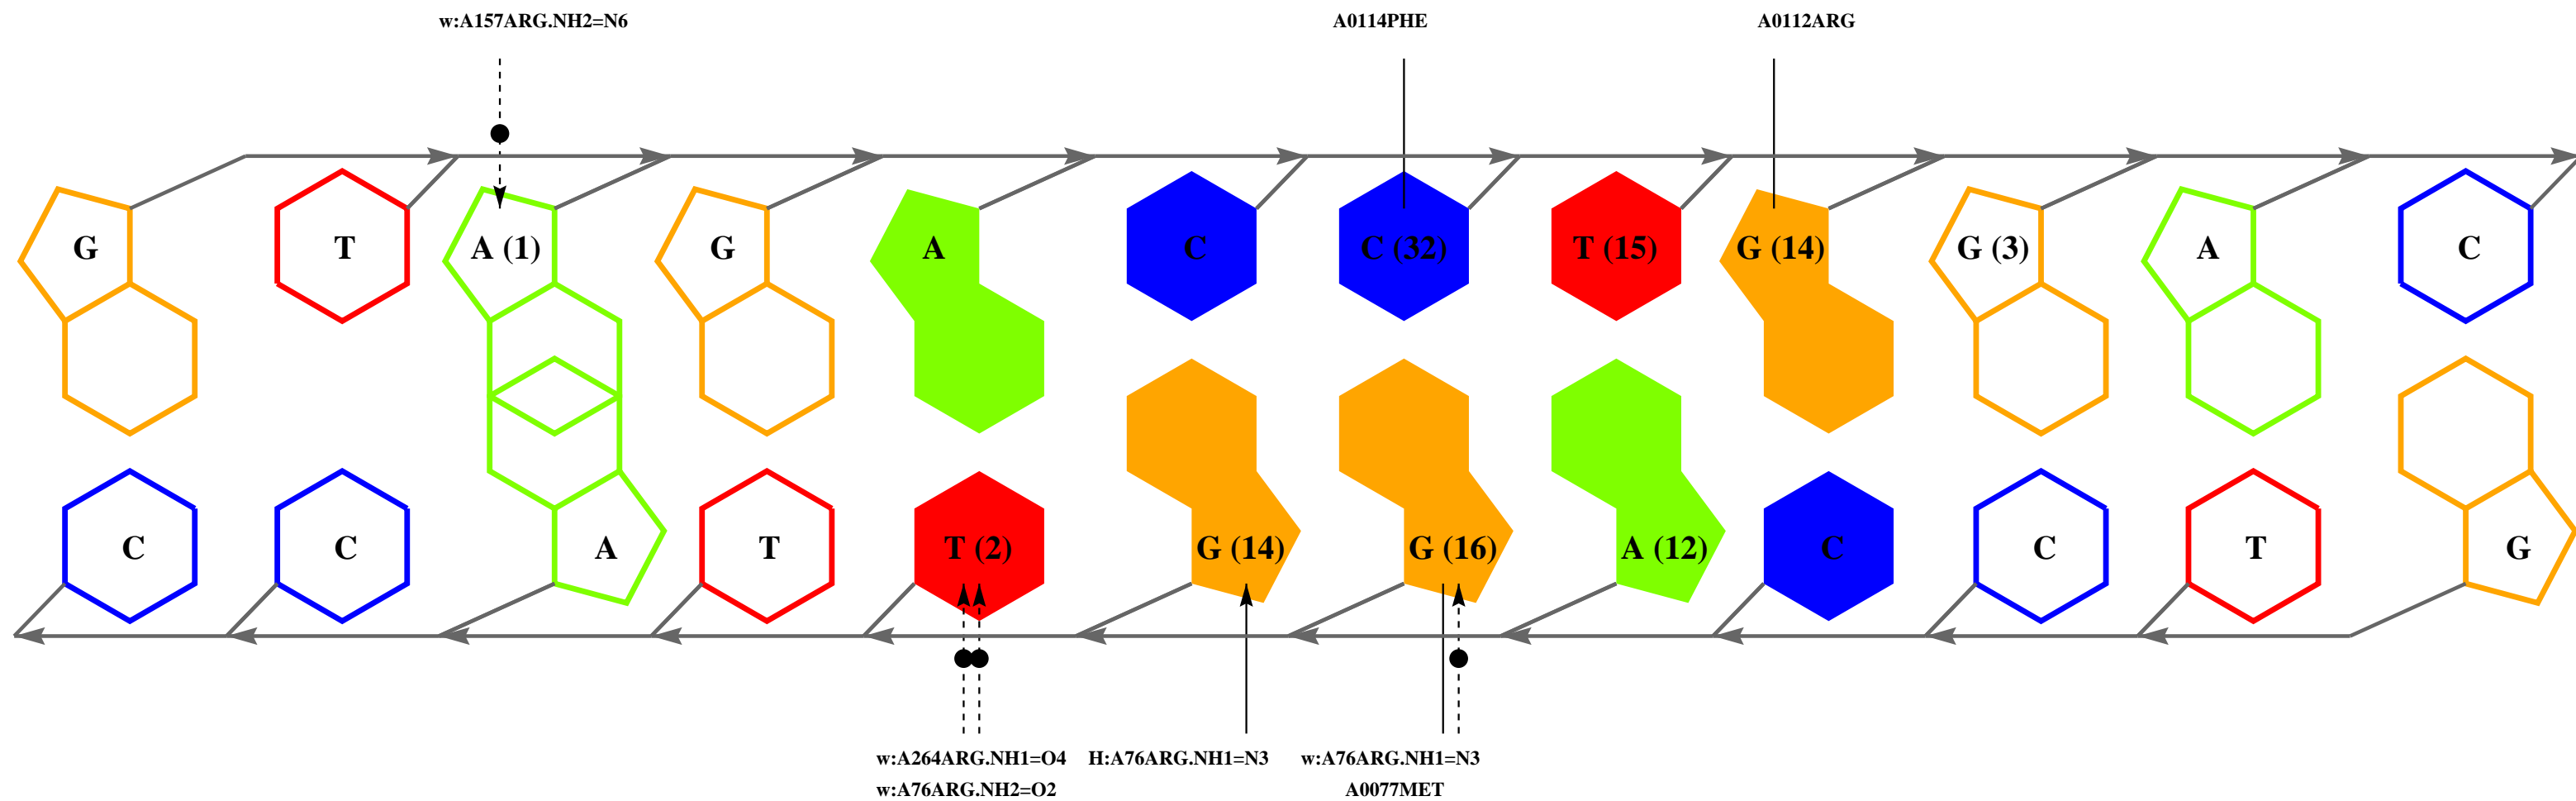 w:A157ARG.NH2=N6 A0114PHE A0112ARG
G T A (1) G A C C (32) T (15) G (14) G (3) A C
C C A T T (2) G (14) G (16) A (12) C C T G
w:A264ARG.NH1=O4 H:A76ARG.NH1=N3 w:A76ARG.NH1=N3
w:A76ARG.NH2=O2 A0077MET